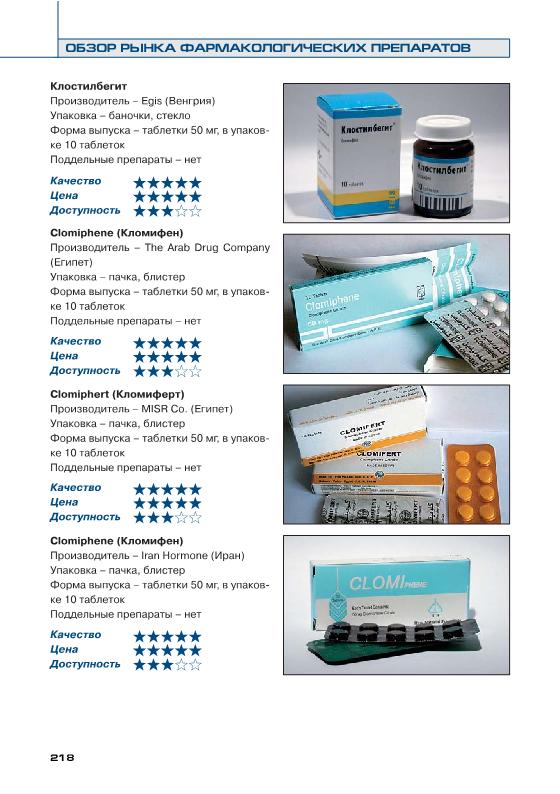 ОБЗОР РЫНКА ФАРМАКОЛОГИЧЕСКИХ ПРЕПАРАТОВ
Клостилбегит
Производитель – Egis (Венгрия)
Упаковка – баночки, стекло
Форма выпуска – таблетки 50 мг, в упаков-
ке 10 таблеток
Поддельные препараты – нет
Качество ★★★★★
Цена ★★★★★
Доступность ★★★☆☆
Клостилбегит
10
Клостилбегит
Clomiphene (Кломифен)
Производитель – The Arab Drug Company
(Египет)
Упаковка – пачка, блистер
Форма выпуска – таблетки 50 мг, в упаков-
ке 10 таблеток
Поддельные препараты – нет
Качество ★★★★★
Цена ★★★★★
Доступность ★★★☆☆
Clomiphene
Clomiphert (Кломиферт)
Производитель – MISR Co. (Египет)
Упаковка – пачка, блистер
Форма выпуска – таблетки 50 мг, в упаков-
ке 10 таблеток
Поддельные препараты – нет
Качество ★★★★★
Цена ★★★★★
Доступность ★★★☆☆
CLOMIFERT
CLOMIFERT
Clomiphene (Кломифен)
Производитель – Iran Hormone (Иран)
Упаковка – пачка, блистер
Форма выпуска – таблетки 50 мг, в упаков-
ке 10 таблеток
Поддельные препараты – нет
Качество ★★★★★
Цена ★★★★★
Доступность ★★★☆☆
CLOMIPHENE
218